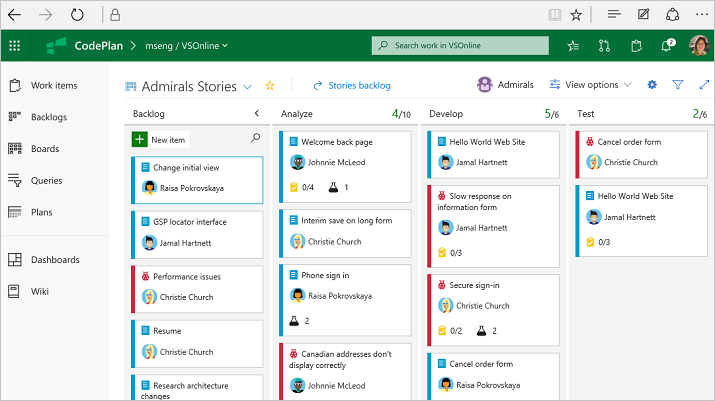 CodePlan
mseng / VSOnline
Search work in VSOnline
2
Work items
Backlogs
Boards
Queries
Plans
Dashboards
Wiki
Admirals Stories
Stories backlog
Admirals
View options
Backlog
New item
Change initial view
Raisa Pokrovskaya
GSP locator interface
Jamal Hartnett
Performance issues
Christie Church
Resume
Christie Church
Research architecture
changes
Analyze
4/10
Welcome back page
Johnnie McLeod
0/4 1
Interim save on long form
Christie Church
Phone sign in
Raisa Pokrovskaya
2
Canadian addresses don't
display correctly
Johnnie McLeod
Develop
5/6
Hello World Web Site
Jamal Hartnett
Slow response on
information form
Jamal Hartnett
0/3
Secure sign-in
Christie Church
0/2 2
Cancel order form
Raisa Pokrovskaya
Test
2/6
Cancel order form
Christie Church
Hello World Web Site
Jamal Hartnett
0/3